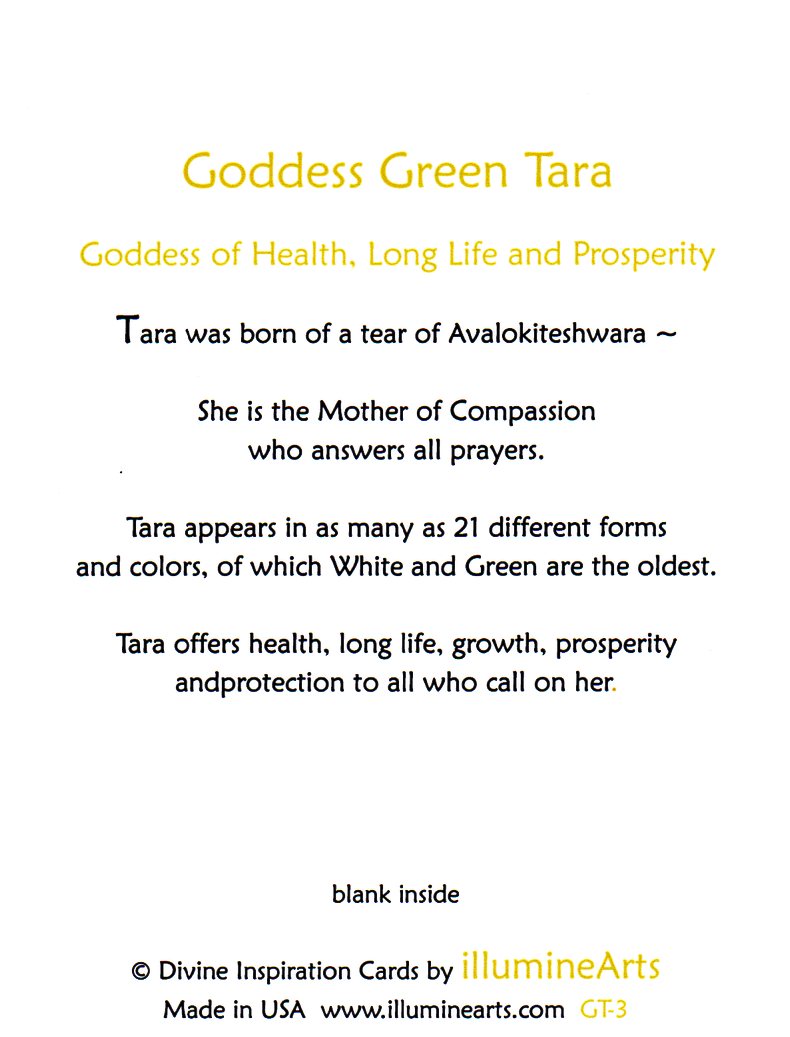 Goddess Green Tara
Goddess of Health, Long Life and Prosperity
Tara was born of a tear of Avalokiteshwara ~
She is the Mother of Compassion
who answers all prayers.
Tara appears in as many as 21 different forms
and colors, of which White and Green are the oldest.
Tara offers health, long life, growth, prosperity
andprotection to all who call on her.
blank inside
© Divine Inspiration Cards by illumineArts
Made in USA www.illuminearts.com GT-3